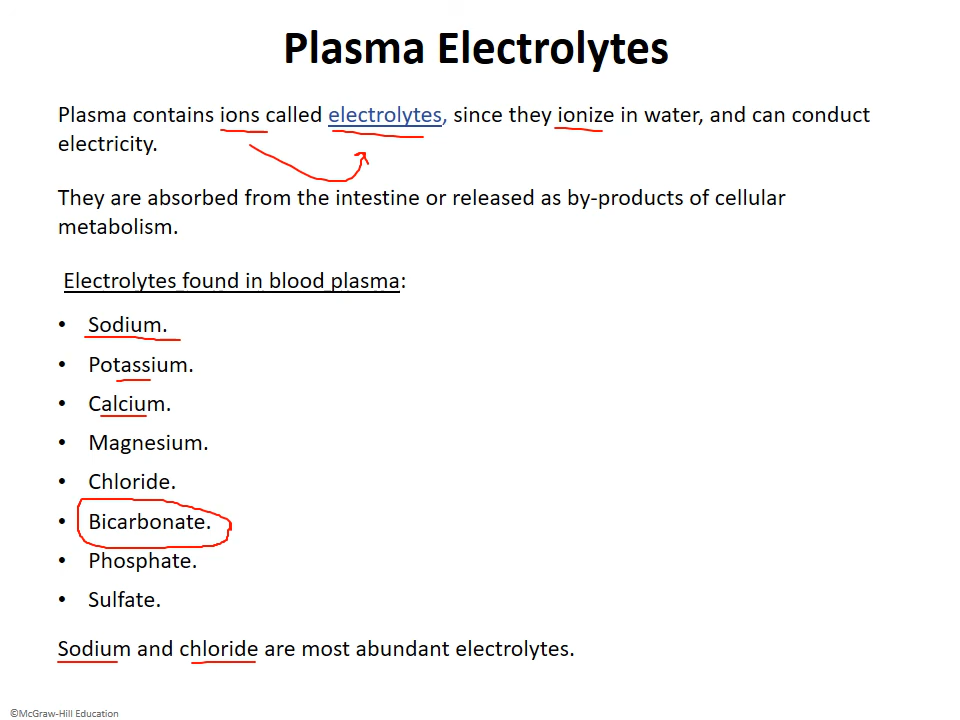 Plasma Electrolytes
Plasma contains ions called electrolytes, since they ionize in water, and can conduct
electricity.
They are absorbed from the intestine or released as by-products of cellular
metabolism.
Electrolytes found in blood plasma:
• Sodium.
• Potassium.
• Calcium.
• Magnesium.
• Chloride.
• Bicarbonate.
• Phosphate.
• Sulfate.
Sodium and chloride are most abundant electrolytes.
©McGraw-Hill Education